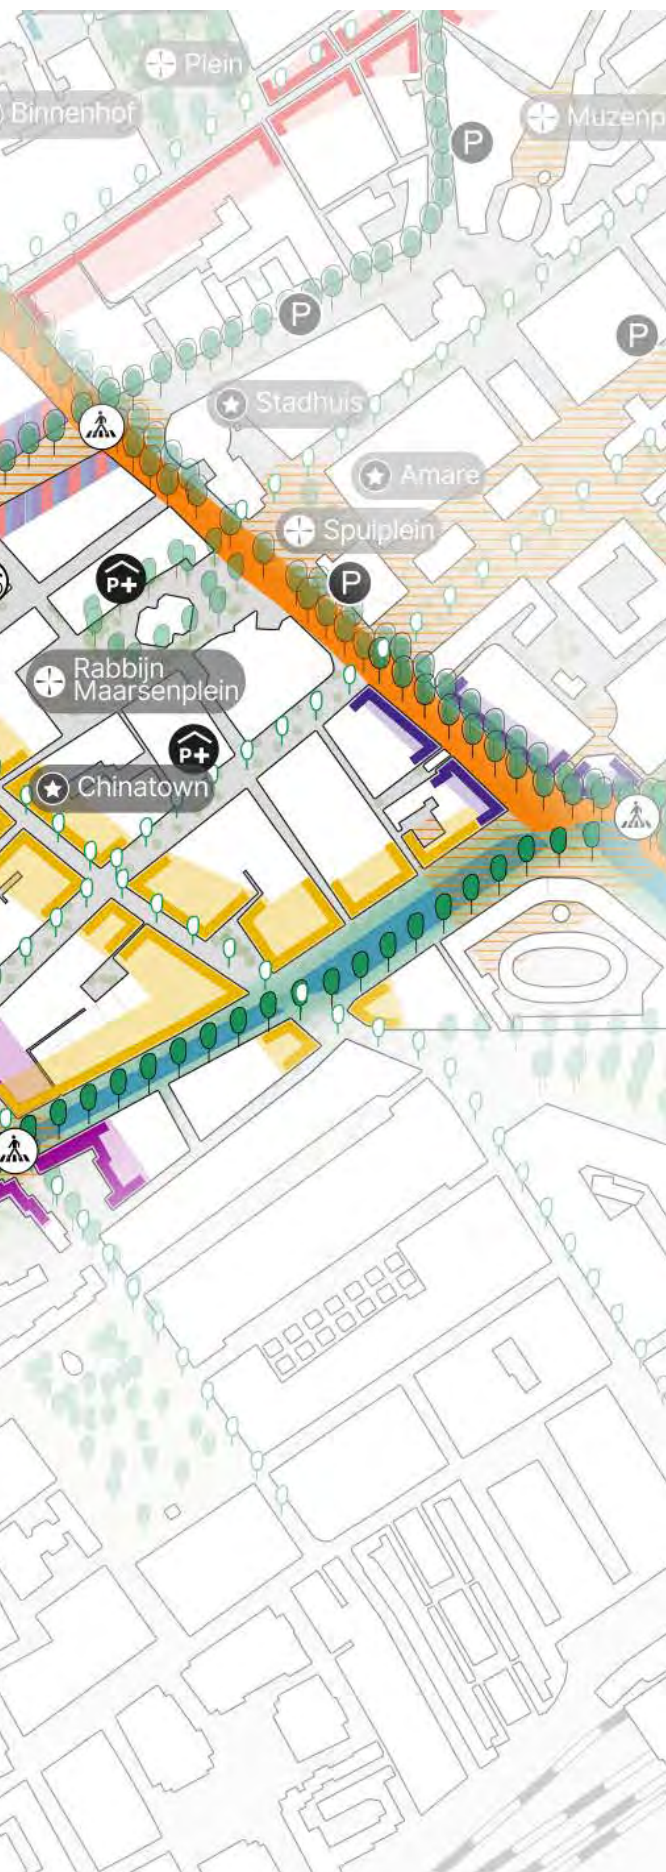 Plein
Binnenhof
Muzenp
P
P
P
Stadhuis
Amare
Spuiplein
P+
P
Rabbijn
Maarsenplein
P+
Chinatown